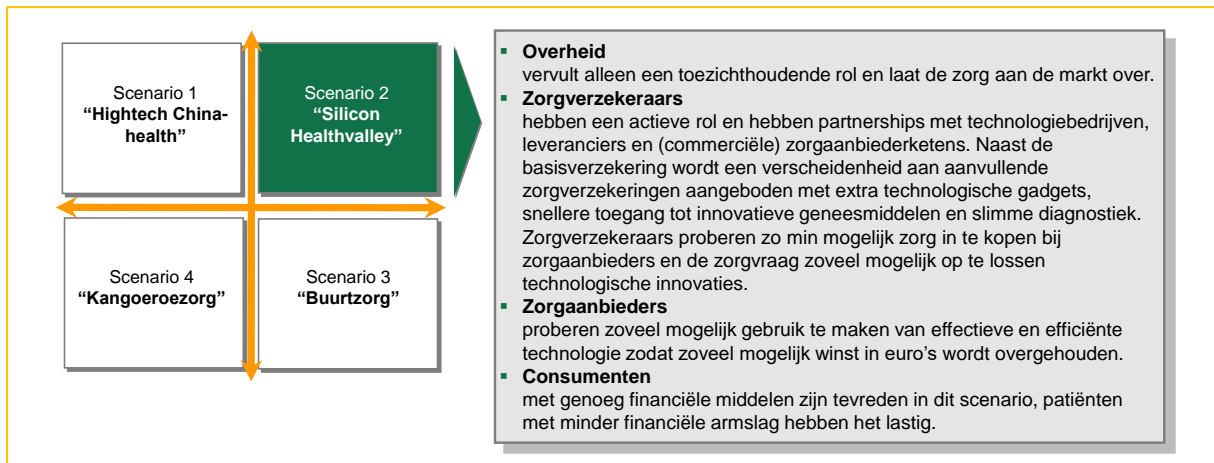 Scenario 1
“Hightech China-
health”
Scenario 2
“Silicon
Healthvalley”
Scenario 4
“Kangoeroezorg”
Scenario 3
“Buurtzorg”
▪ Overheid
vervult alleen een toezichthoudende rol en laat de zorg aan de markt over.
▪ Zorgverzekeraars
hebben een actieve rol en hebben partnerships met technologiebedrijven,
leveranciers en (commerciële) zorgaanbiederketens. Naast de
basisverzekering wordt een verscheidenheid aan aanvullende
zorgverzekeringen aangeboden met extra technologische gadgets,
snellere toegang tot innovatieve geneesmiddelen en slimme diagnostiek.
Zorgverzekeraars proberen zo min mogelijk zorg in te kopen bij
zorgaanbieders en de zorgvraag zoveel mogelijk op te lossen
technologische innovaties.
▪ Zorgaanbieders
proberen zoveel mogelijk gebruik te maken van effectieve en efficiënte
technologie zodat zoveel mogelijk winst in euro’s wordt overgehouden.
▪ Consumenten
met genoeg financiële middelen zijn tevreden in dit scenario, patiënten
met minder financiële armslag hebben het lastig.